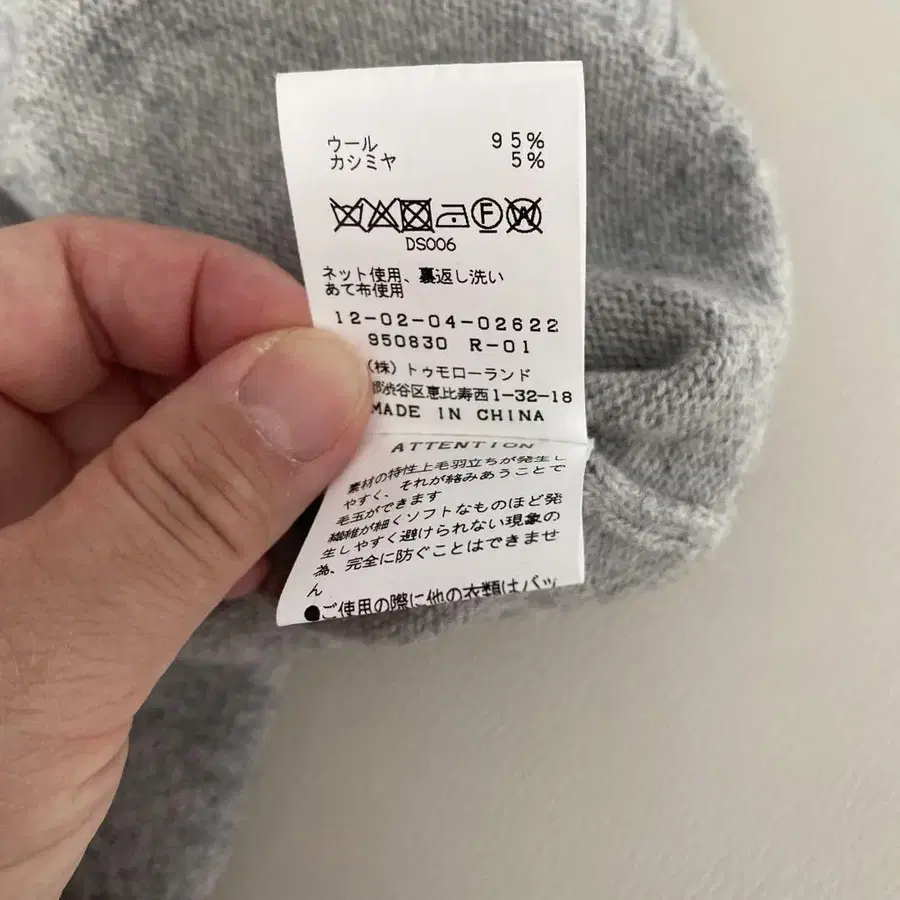 ウール 95%
カシミヤ 5%
F W
DS006
ネット使用、裏返し洗い
あて布使用
12-02-04-02622
950830 R-01
(株) トゥモローランド
渋谷区恵比寿西1-32-18
MADE IN CHINA
ATTENTION
素材の特性上毛羽立ちが発生し
やすく、それが絡みあうことで
毛玉ができます
繊維が細くソフトなものほど発
生しやすく避けられない現象の
為、完全に防ぐことはできませ
ん
●ご使用の際に他の衣類はバッ